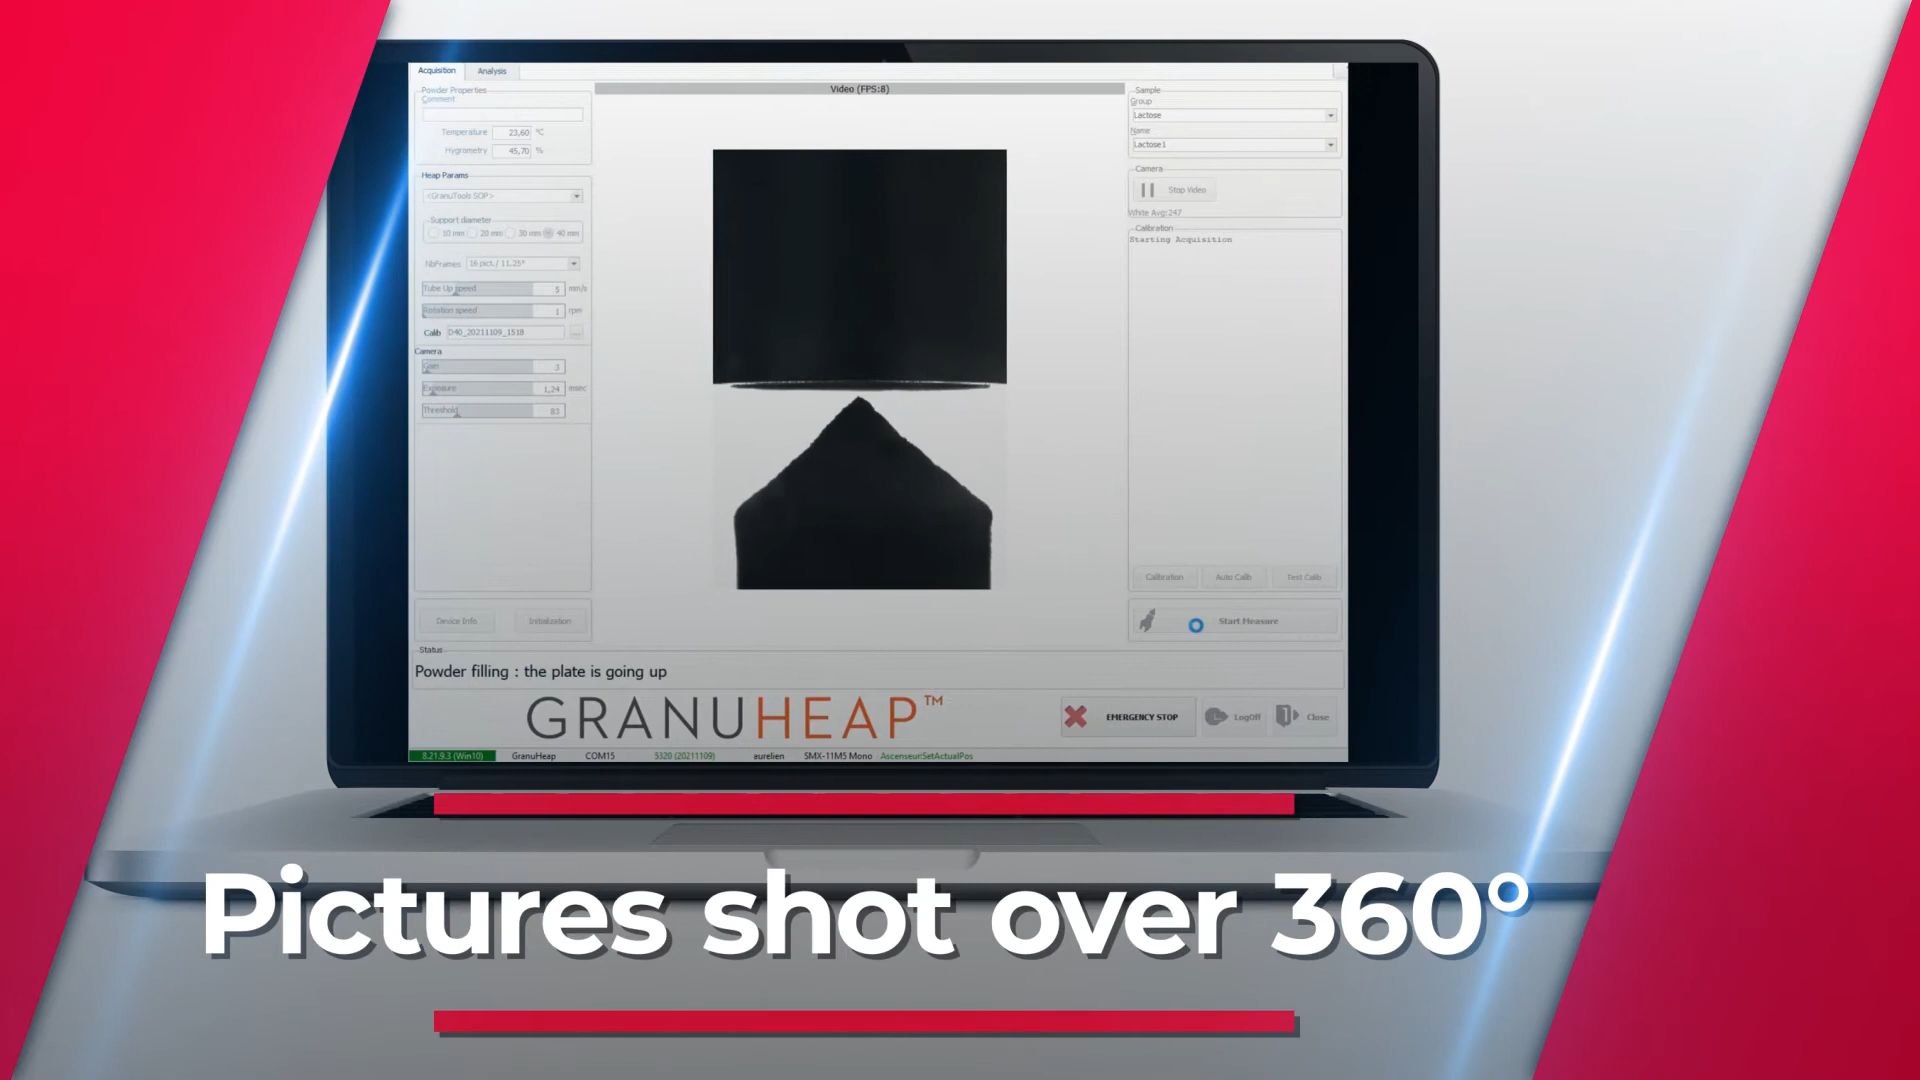 Acquisition Analysis
Powder Properties
Comment
Temperature 23,60 °C
Hygrometry 45,70 %
Heap Params
<GranuTools SOP>
Support diameter
10 mm 20 mm 30 mm 40 mm
NbFrames 16 pict./ 11.25°
Tube Up speed 5 mm/s
Rotation speed 1 rpm
Calib D40_20211109_1518 ...
Camera
Gain 3
Exposure 1,24 msec
Threshold 83
Device Info Initialization
Video (FPS:8)
Sample
Group
Lactose
Name
Lactose1
Camera
Stop Video
White Avg:247
Calibration
Starting Acquisition
Calibration Auto Calib Test Calib
Start Measure
Status
Powder filling : the plate is going up
GRANUHEAP™
EMERGENCY STOP LogOff Close
8.21.9.3 (Win10) GranuHeap COM15 5320 (20211109) aurelien SMX-11M5 Mono Ascenseur:SetActualPos
Pictures shot over 360°